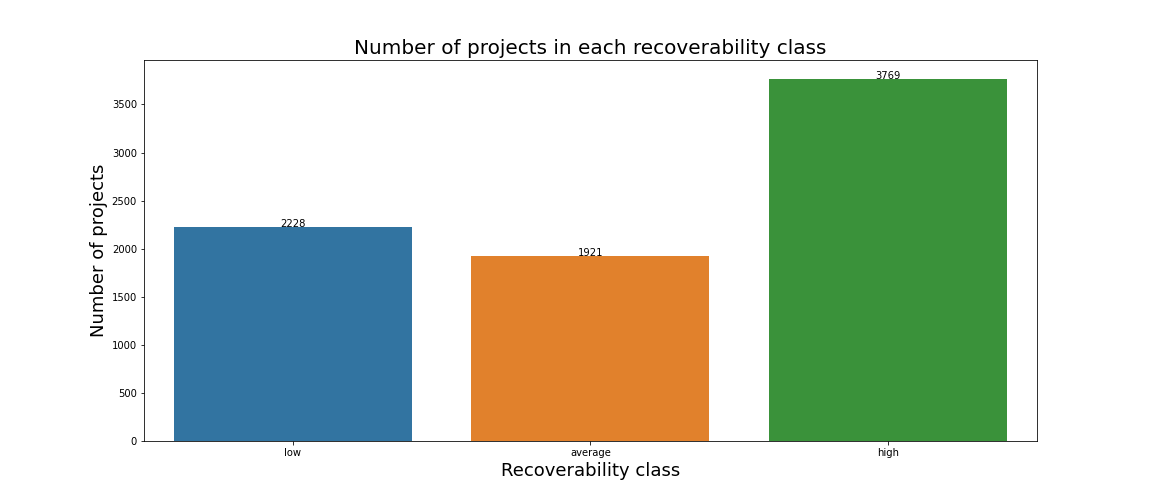 Number of projects in each recoverability class
3769
3500
3000
2500
2228
2000
1921
1500
1000
500
0
Number of projects
low
average
high
Recoverability class